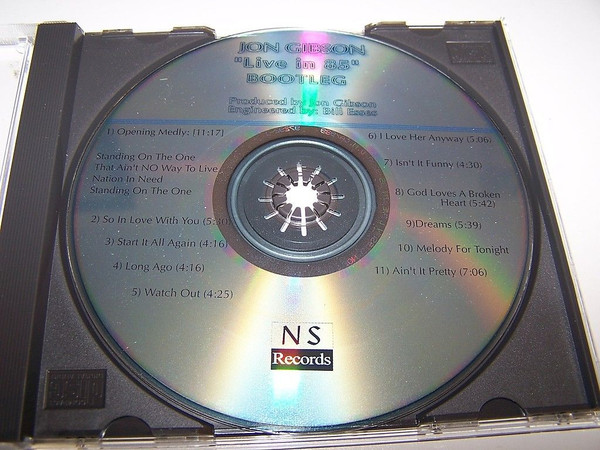 JON GIBSON
"Live in 85"
BOOTLEG
Produced by Jon Gibson
Engineered by: Bill Esses
1) Opening Medly: [11:17)
Standing On The One
That Ain't NO Way To Live
Nation In Need
Standing On The One
2) So In Love With You (5:30)
3) Start It All Again (4:16)
4) Long Ago (4:16)
5) Watch Out (4:25)
6) I Love Her Anyway (5:06)
7) Isn't It Funny (4:30)
8) God Loves A Broken
Heart (5:42)
9)Dreams (5:39)
10) Melody For Tonight
11) Ain't It Pretty (7:06)
NS
Records